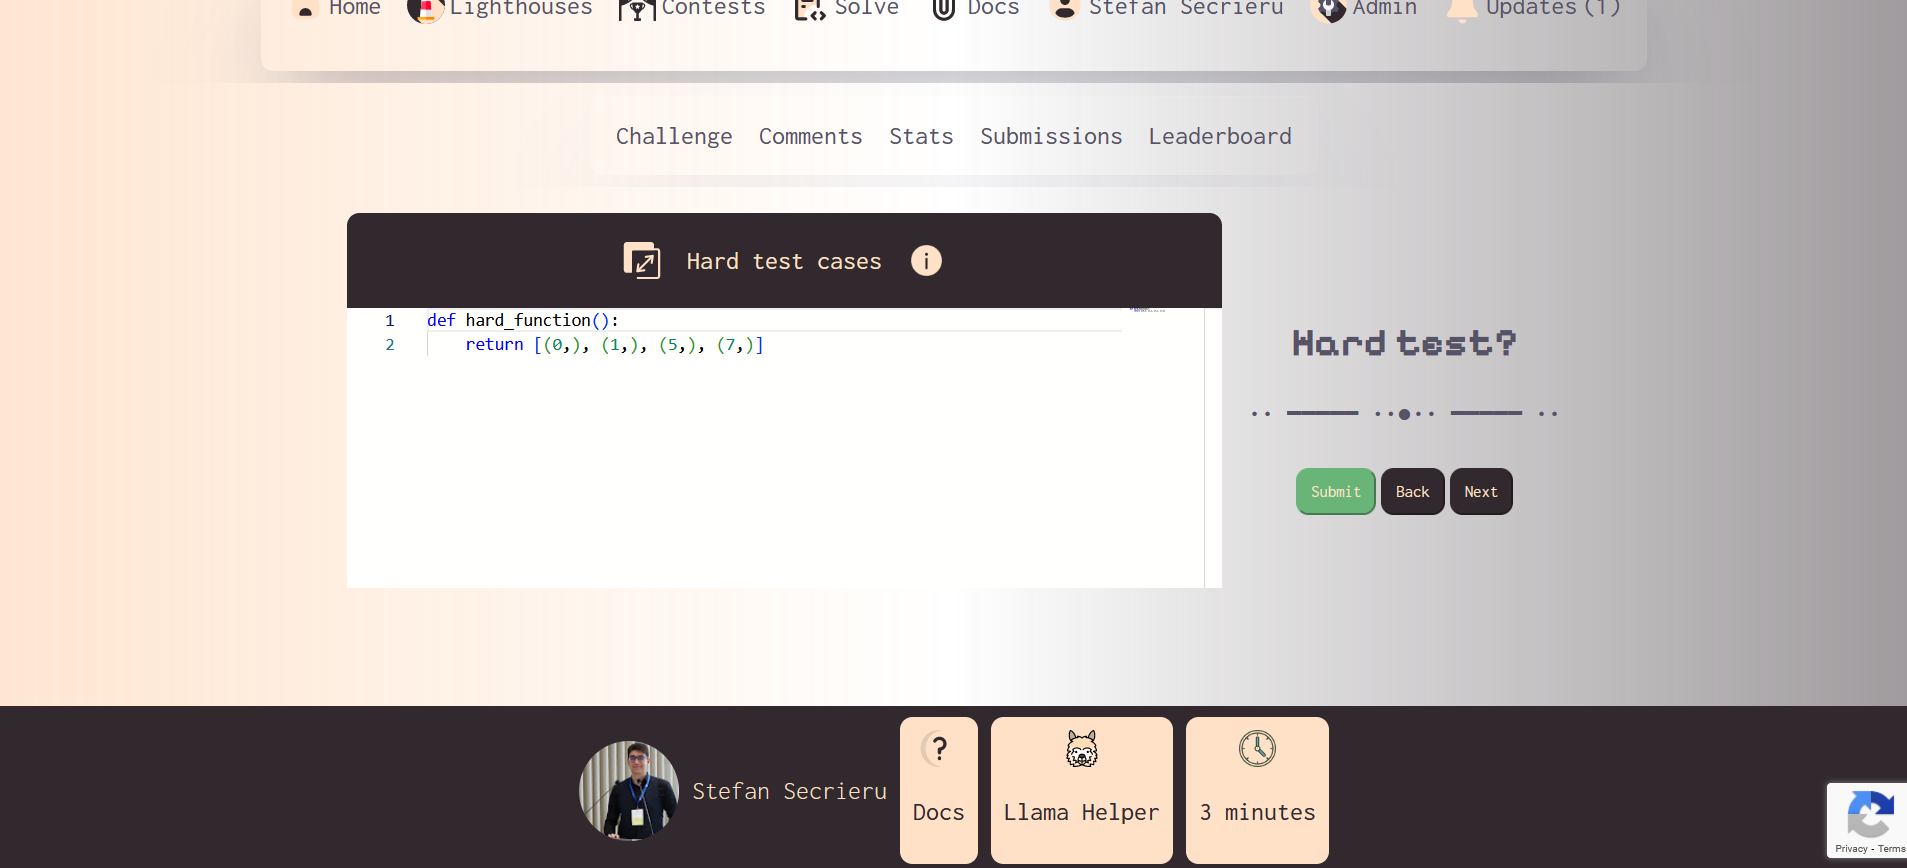 Home Lighthouses Contests Solve Docs Stefan Secrieru Admin Updates (1)
Challenge Comments Stats Submissions Leaderboard
Hard test cases i
1 def hard_function():
2 return [(0,), (1,), (5,), (7,)]
Hard test?
Submit Back Next
Stefan Secrieru
?
Docs
Llama Helper
3 minutes
Privacy - Terms